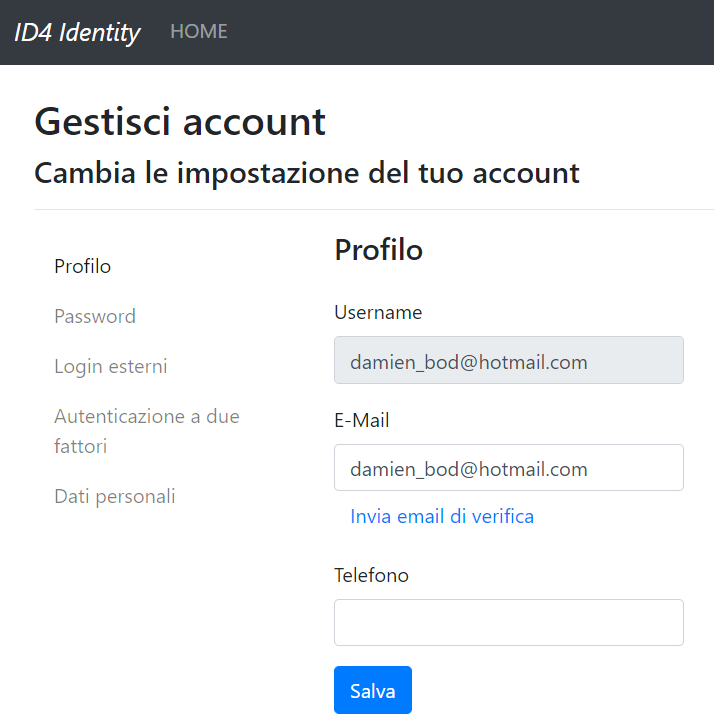 ID4 Identity HOME
Gestisci account
Cambia le impostazione del tuo account
Profilo
Password
Login esterni
Autenticazione a due
fattori
Dati personali
Profilo
Username
damien_bod@hotmail.com
E-Mail
damien_bod@hotmail.com
Invia email di verifica
Telefono
Salva